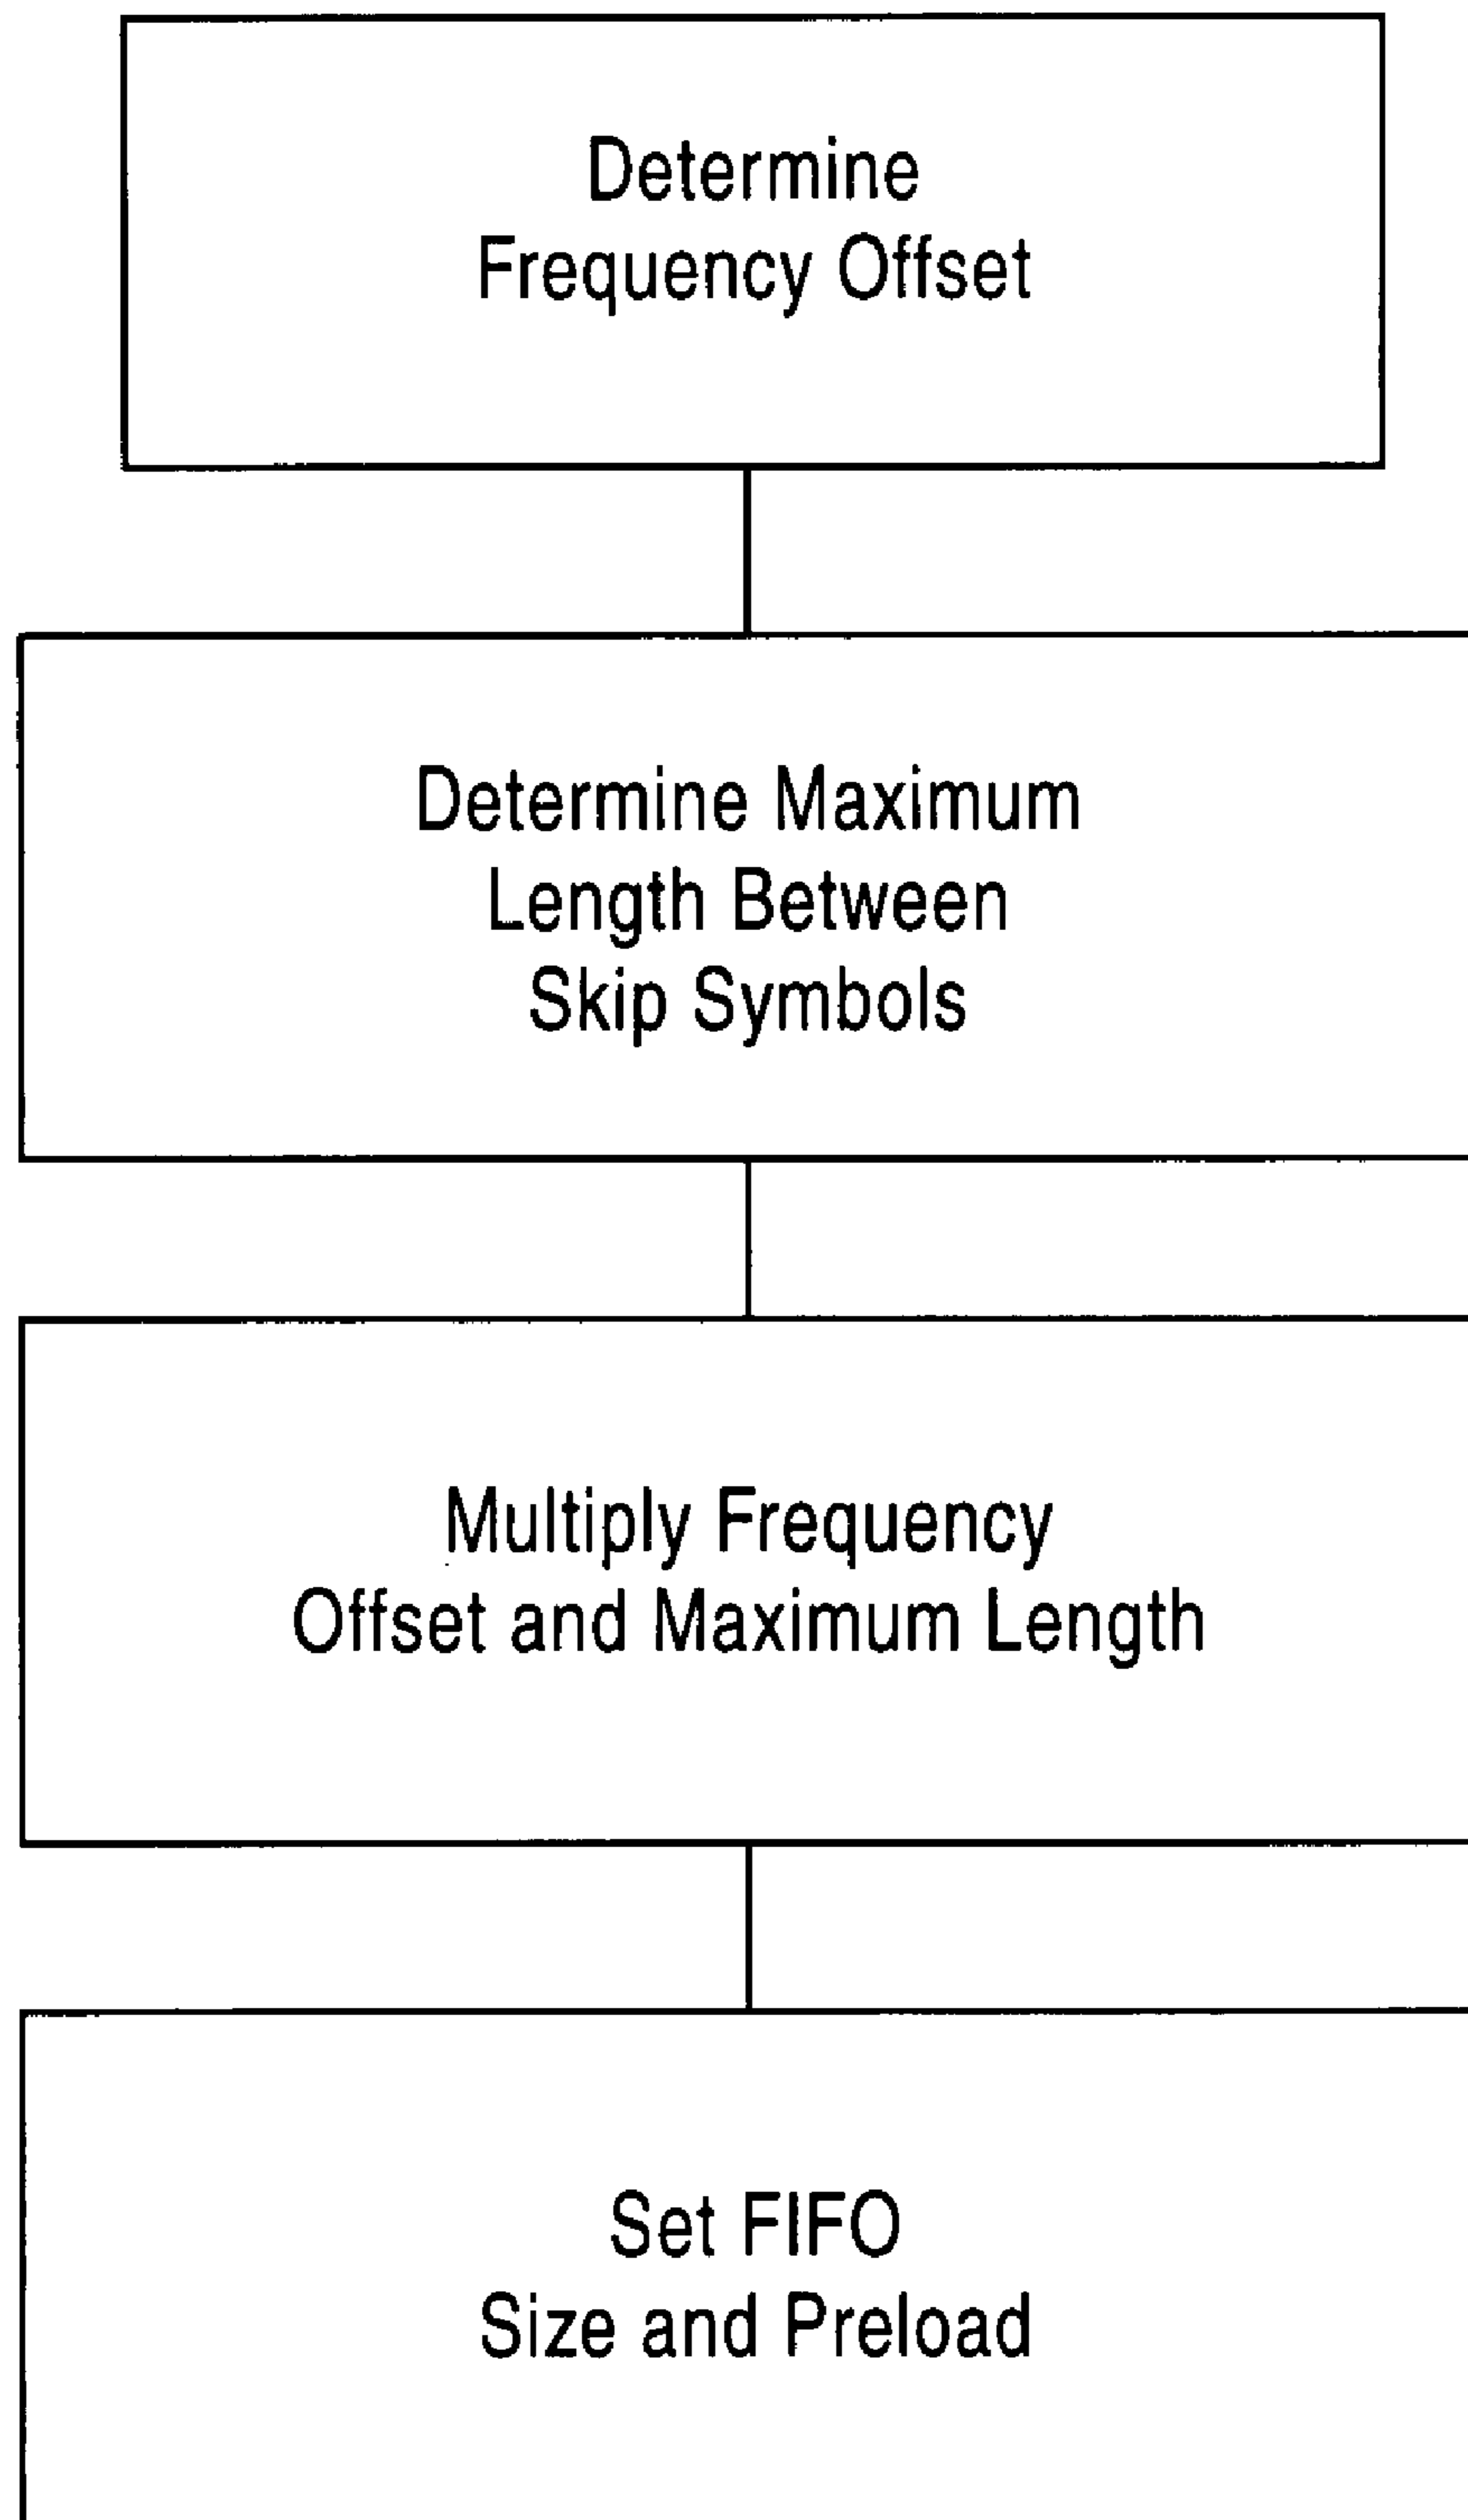 Determine
Frequency Offset
Determine Maximum
Length Between
Skip Symbols
Multiply Frequency
Offset and Maximum Length
Set FIFO
Size and Preload